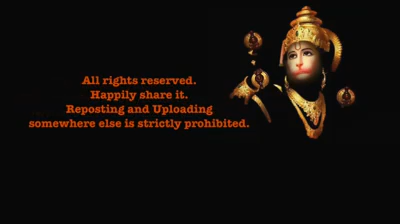 All rights reserved.
Happily share it.
Reposting and Uploading
somewhere else is strictly prohibited.